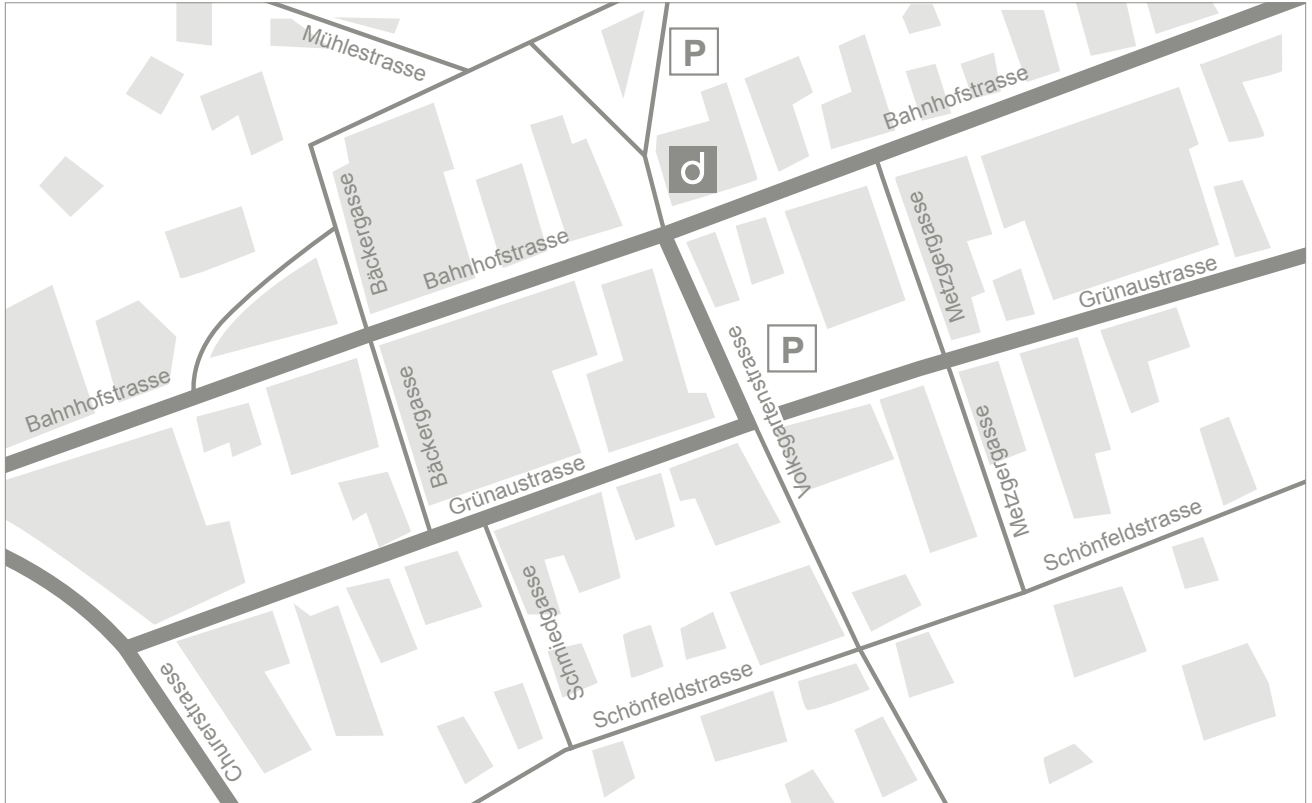 Mühlestrasse
P
Bahnhofstrasse
d
Bäckergasse
Metzgergasse
Bahnhofstrasse
Grünaustrasse
P
Volksgartenstrasse
Bahnhofstrasse
Bäckergasse
Metzgergasse
Grünaustrasse
Schönfeldstrasse
Schmiedgasse
Churerstrasse
Schönfeldstrasse